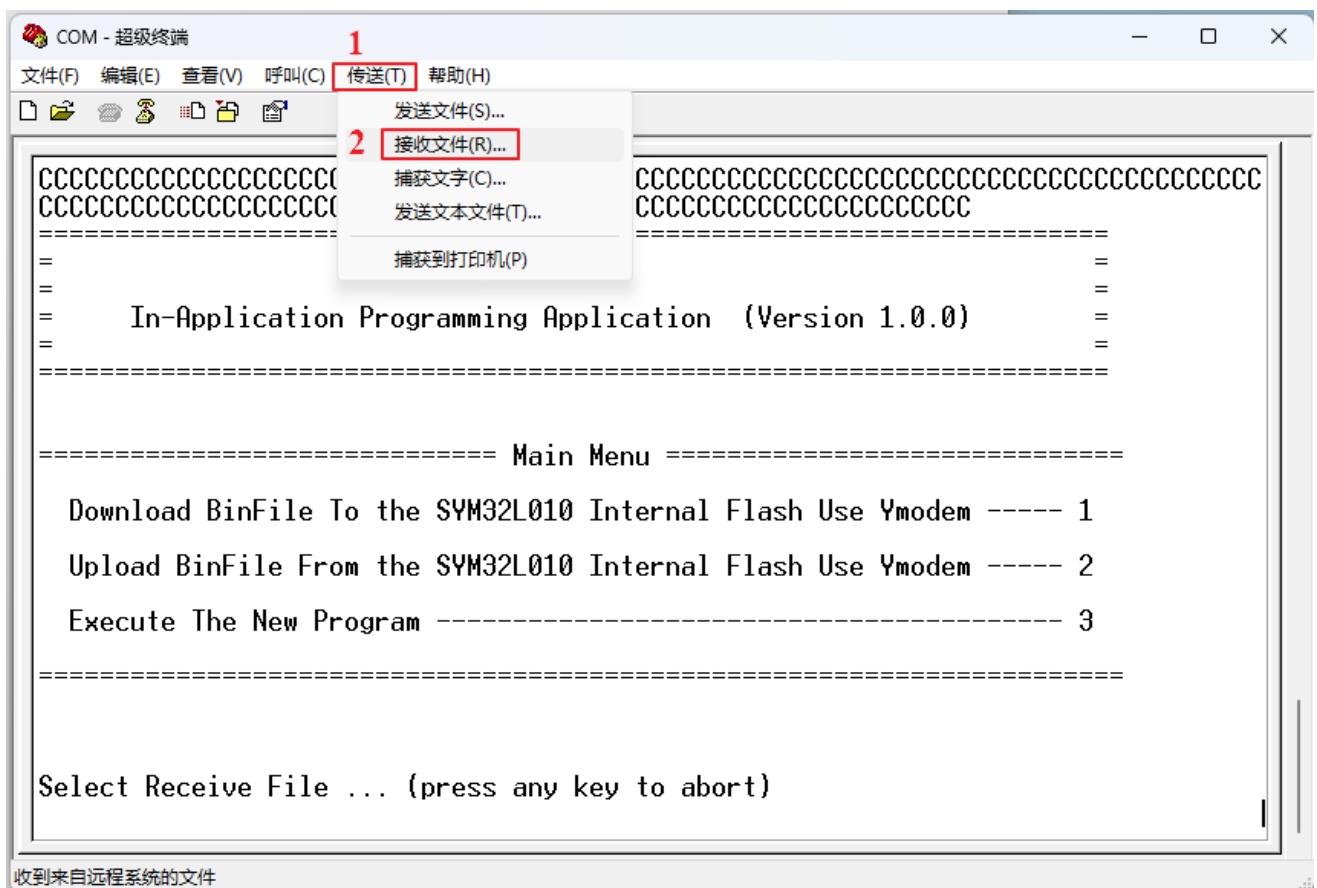 COM - 超级终端
1
文件(F) 编辑(E) 查看(V) 呼叫(C) 传送(T) 帮助(H)
发送文件(S)...
2 接收文件(R)...
捕获文字(C)...
发送文本文件(T)...
捕获到打印机(P)
CCCCCCCCCCCCCCCCCCCC CCCCCCCCCCCCCCCCCCCCCCCCCCCCCCCCCCCCCCCCC
CCCCCCCCCCCCCCCCCCCC CCCCCCCCCCCCCCCCCCCCCC
=================== ===============================
= =
= =
= In-Application Programming Application (Version 1.0.0) =
= =
======================================================================
============================== Main Menu ==============================
Download BinFile To the SYM32L010 Internal Flash Use Ymodem ----- 1
Upload BinFile From the SYM32L010 Internal Flash Use Ymodem ----- 2
Execute The New Program ----------------------------------------- 3
=======================================================================
Select Receive File ... (press any key to abort)
收到来自远程系统的文件